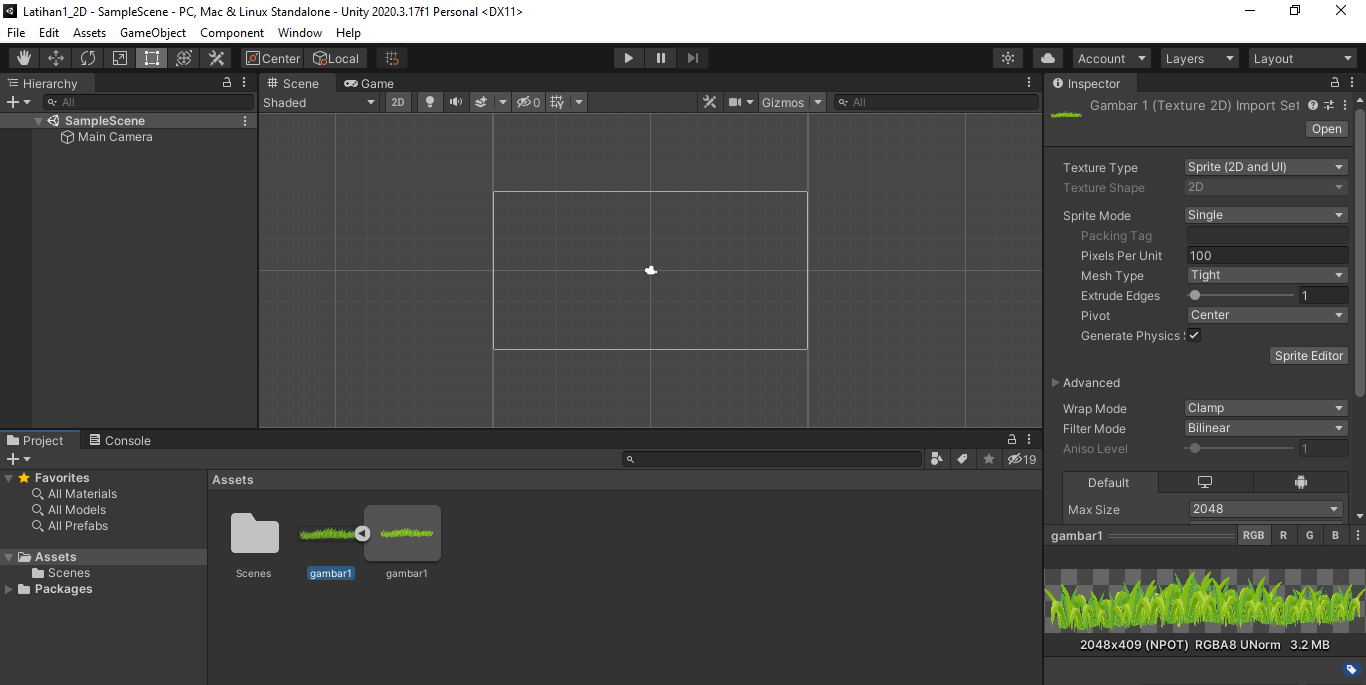 Latihan1_2D - SampleScene - PC, Mac & Linux Standalone - Unity 2020.3.17f1 Personal <DX11>
File Edit Assets GameObject Component Window Help
Center Local Account Layers Layout
Hierarchy
All
SampleScene
Main Camera
Scene Game
Shaded 2D 0 Gizmos All
Inspector
Gambar 1 (Texture 2D) Import Set
Open
Texture Type Sprite (2D and UI)
Texture Shape 2D
Sprite Mode Single
Packing Tag
Pixels Per Unit 100
Mesh Type Tight
Extrude Edges 1
Pivot Center
Generate Physics S
Sprite Editor
Advanced
Wrap Mode Clamp
Filter Mode Bilinear
Aniso Level 1
Default
Max Size 2048
gambar1 RGB R G B
2048x409 (NPOT) RGBA8 UNorm 3.2 MB
Project Console
19
Favorites
All Materials
All Models
All Prefabs
Assets
Scenes
Packages
Assets
Scenes gambar1 gambar1